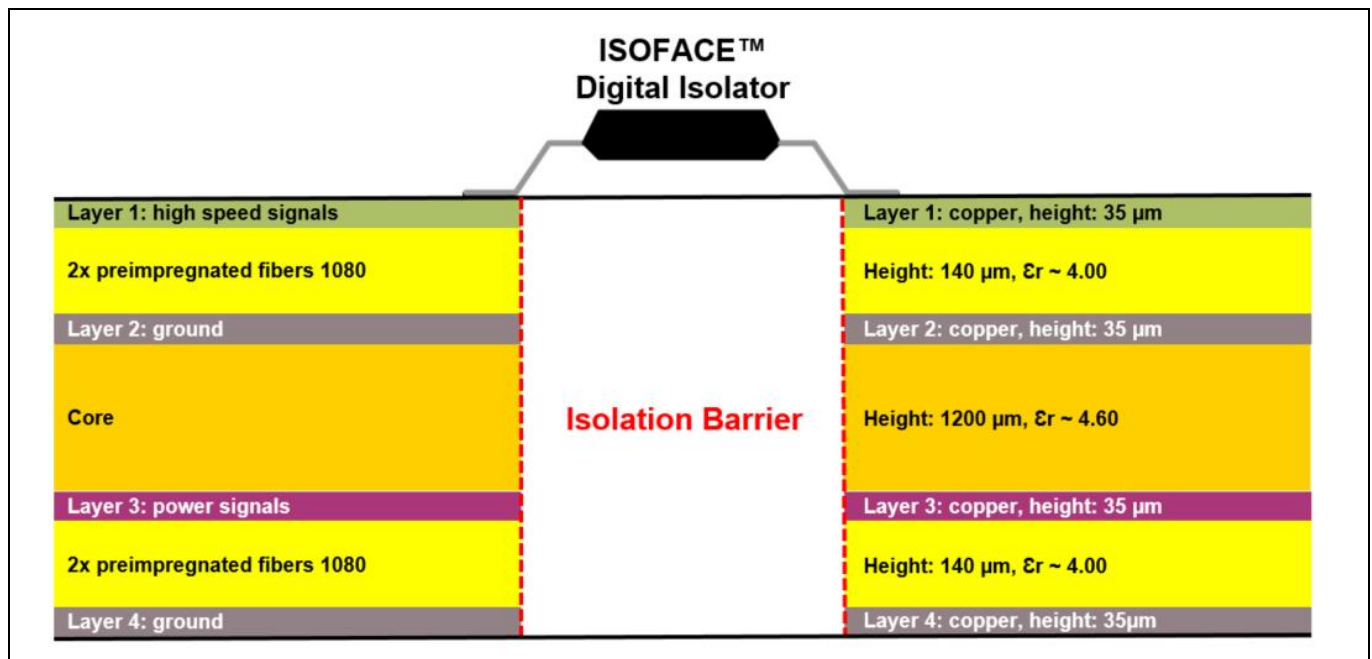 ISOFACE™
Digital Isolator
Layer 1: high speed signals
Layer 1: copper, height: 35 µm
2x preimpregnated fibers 1080
Height: 140 µm, Ɛr ~ 4.00
Layer 2: ground
Layer 2: copper, height: 35 µm
Core
Isolation Barrier
Height: 1200 µm, Ɛr ~ 4.60
Layer 3: power signals
Layer 3: copper, height: 35 µm
2x preimpregnated fibers 1080
Height: 140 µm, Ɛr ~ 4.00
Layer 4: ground
Layer 4: copper, height: 35µm